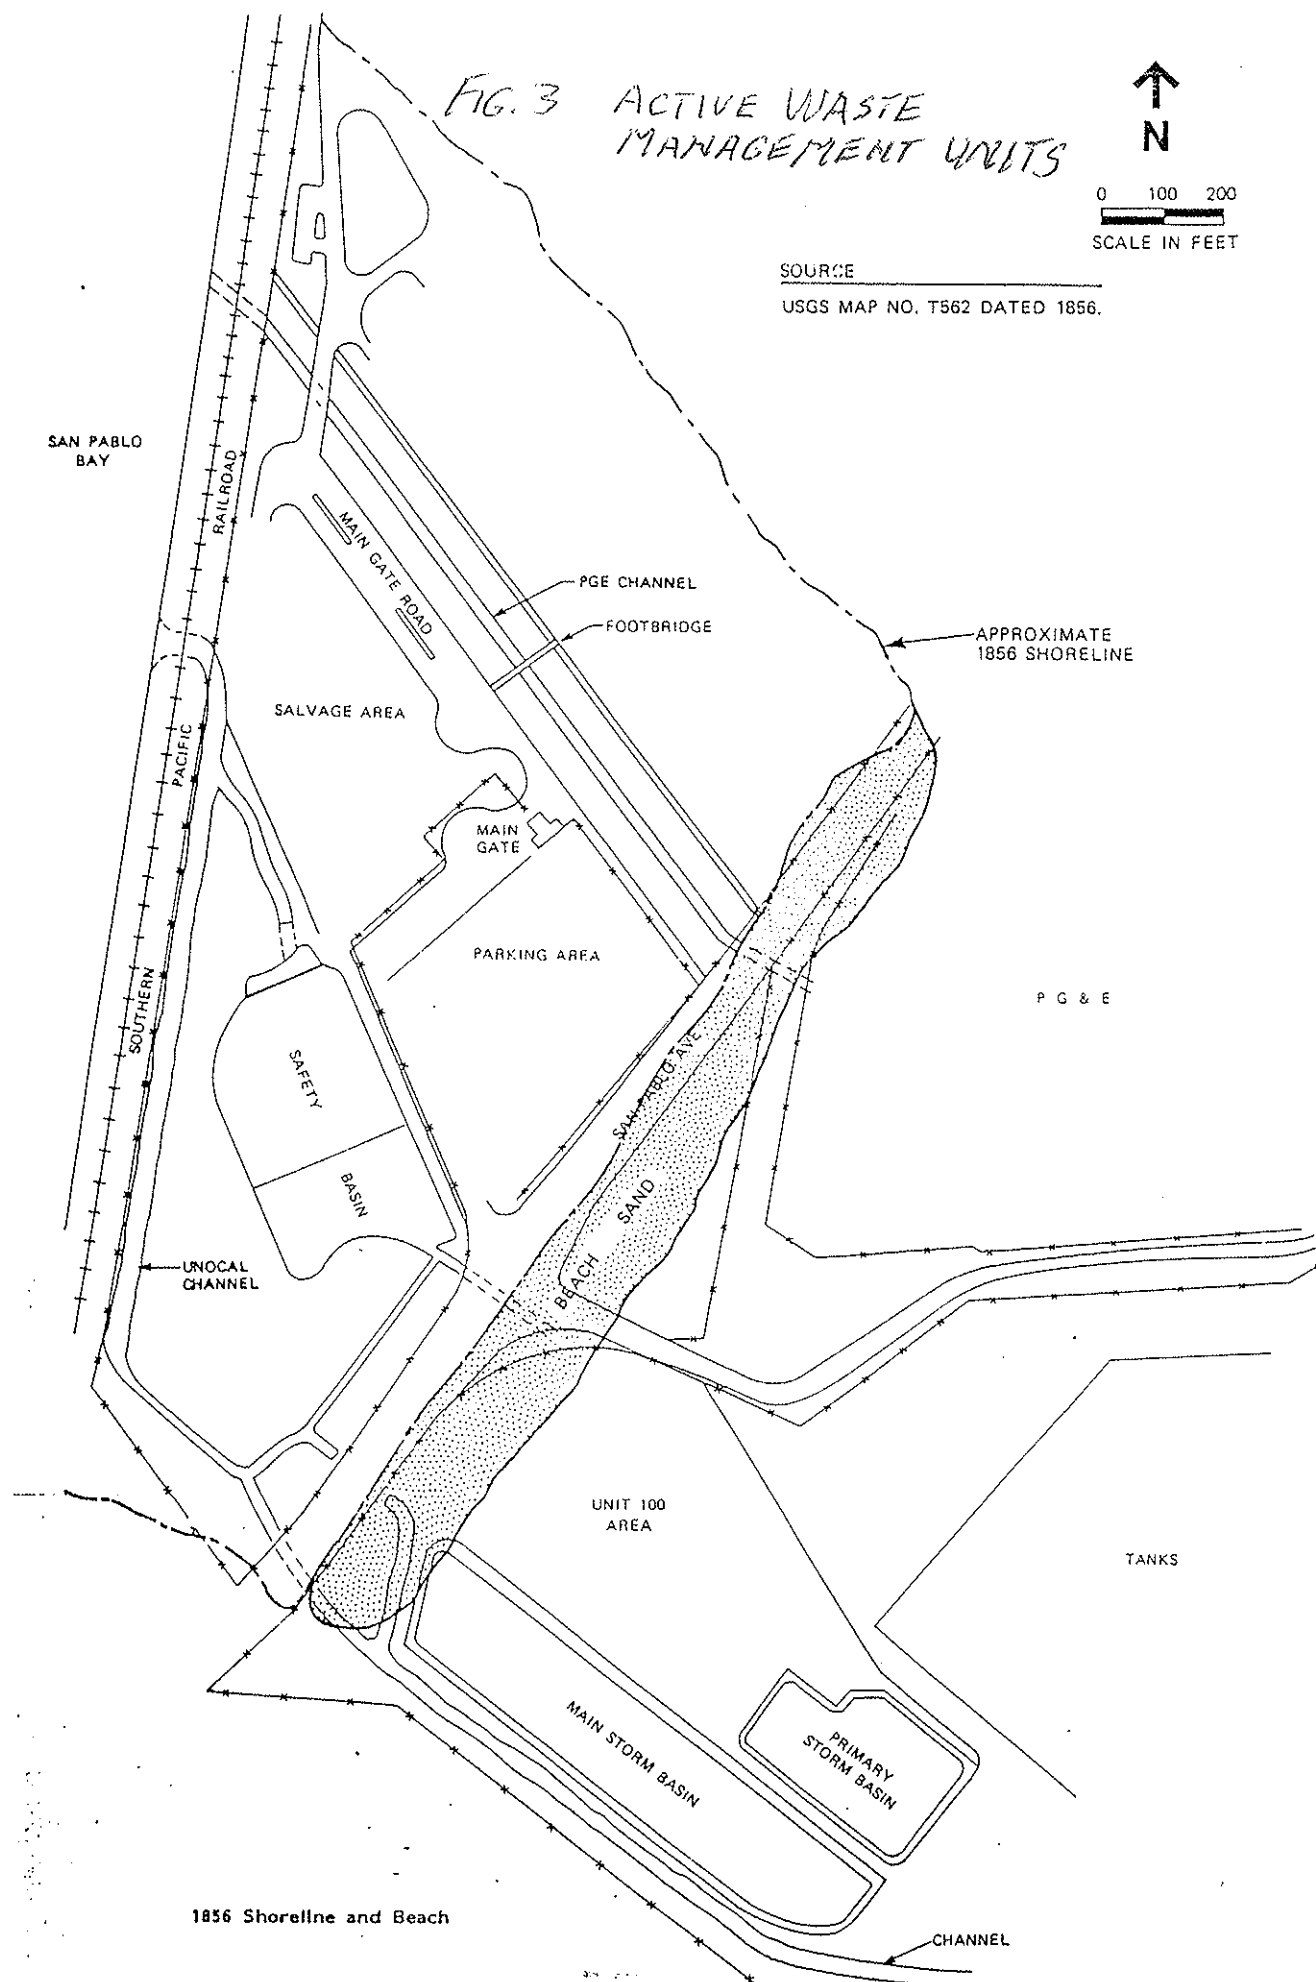 FIG. 3 ACTIVE WASTE
MANAGEMENT UNITS
N
0 100 200
SCALE IN FEET
SOURCE
USGS MAP NO. T562 DATED 1856.
SAN PABLO
BAY
RAILROAD
MAIN GATE ROAD
PGE CHANNEL
FOOTBRIDGE
APPROXIMATE
1856 SHORELINE
SALVAGE AREA
PACIFIC
MAIN
GATE
PARKING AREA
SOUTHERN
P G & E
SAFETY
BASIN
SAN PABLO AVE
BEACH SAND
UNOCAL
CHANNEL
UNIT 100
AREA
TANKS
MAIN STORM BASIN
PRIMARY
STORM BASIN
1856 Shoreline and Beach
CHANNEL